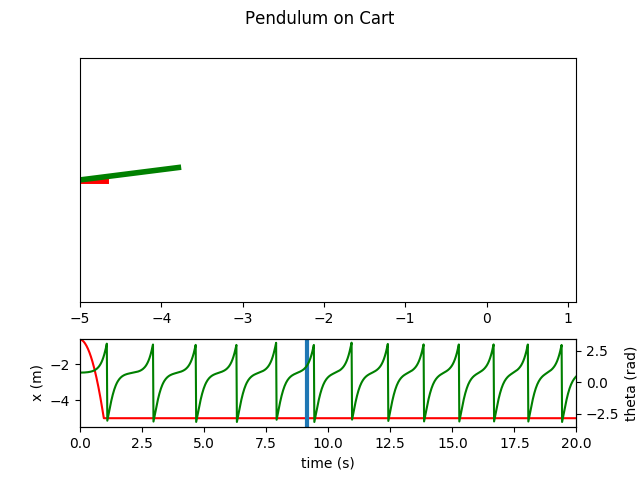 Pendulum on Cart
−5 −4 −3 −2 −1 0 1
−2
−4
x (m)
2.5
0.0
−2.5
theta (rad)
0.0 2.5 5.0 7.5 10.0 12.5 15.0 17.5 20.0
time (s)